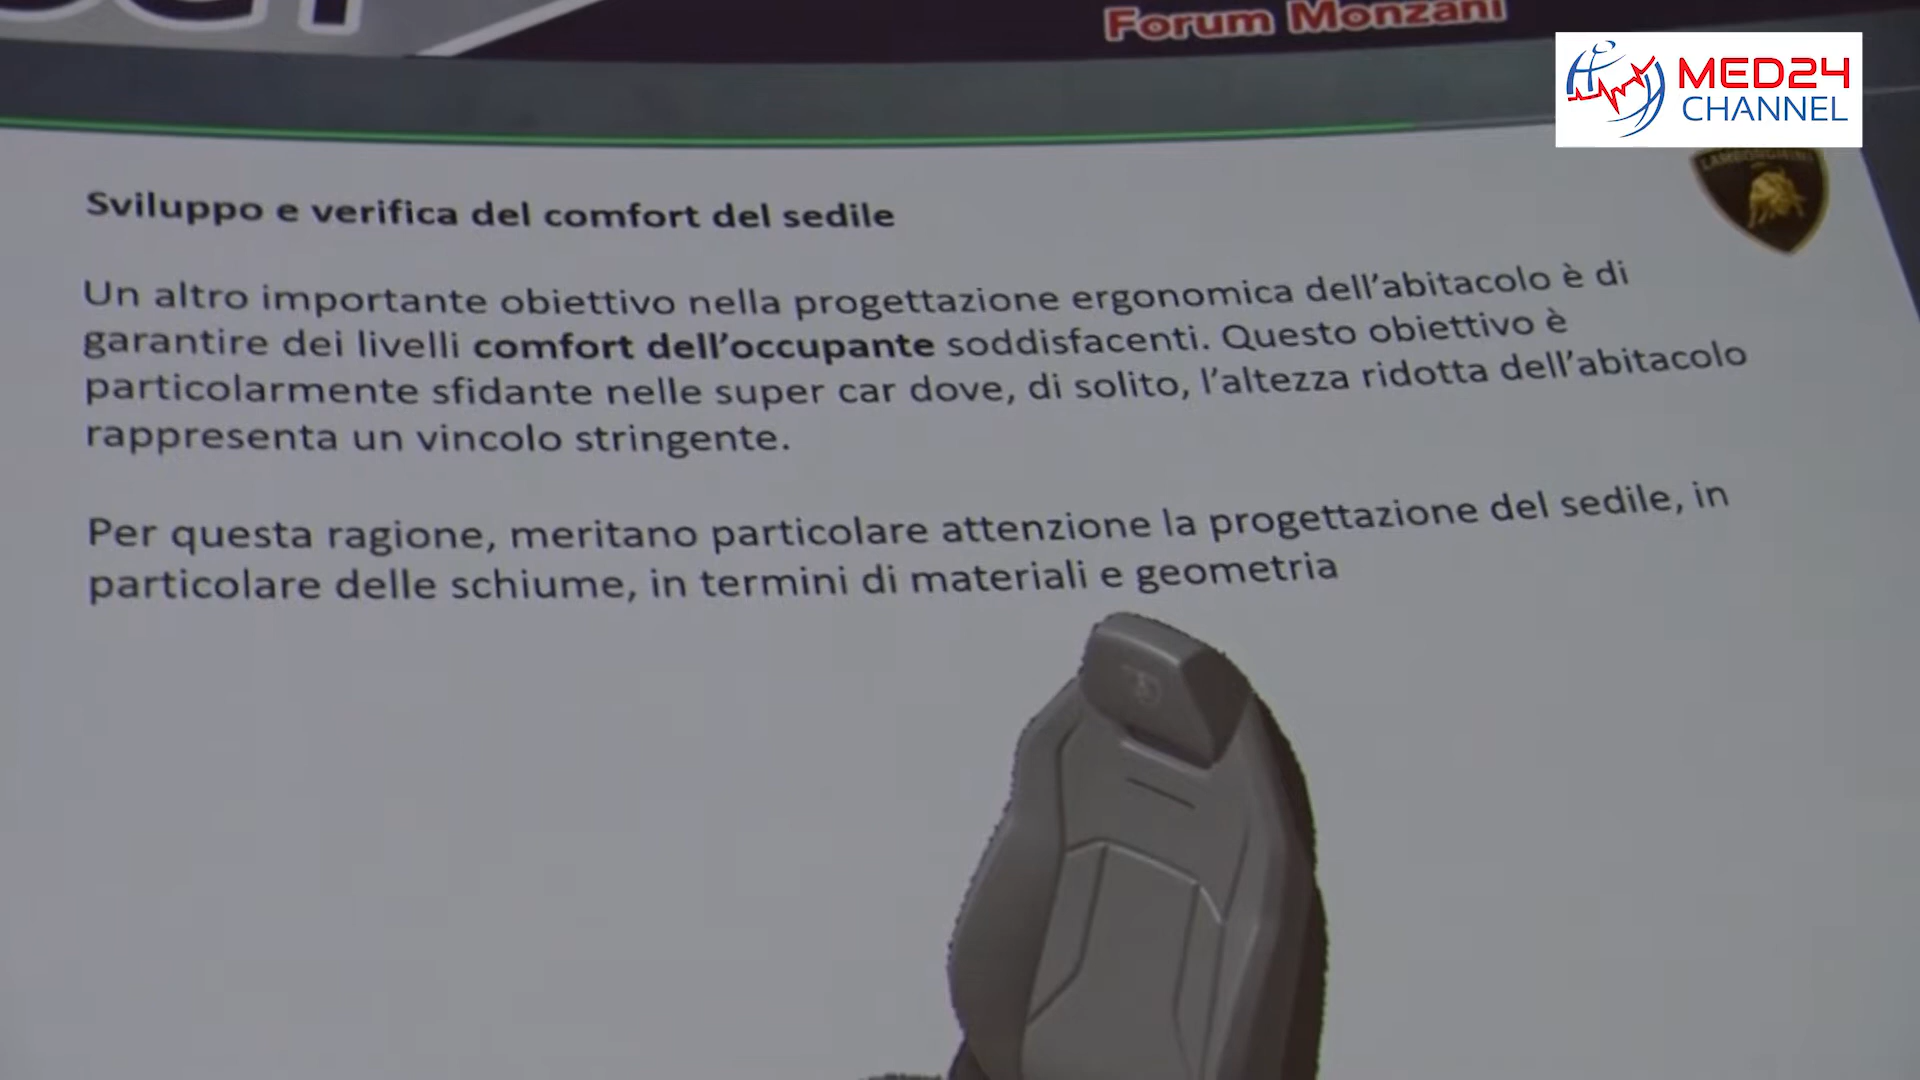 Forum Monzani
MED24
CHANNEL
LAMBORGHINI
Sviluppo e verifica del comfort del sedile
Un altro importante obiettivo nella progettazione ergonomica dell'abitacolo è di
garantire dei livelli comfort dell'occupante soddisfacenti. Questo obiettivo è
particolarmente sfidante nelle super car dove, di solito, l'altezza ridotta dell'abitacolo
rappresenta un vincolo stringente.
Per questa ragione, meritano particolare attenzione la progettazione del sedile, in
particolare delle schiume, in termini di materiali e geometria